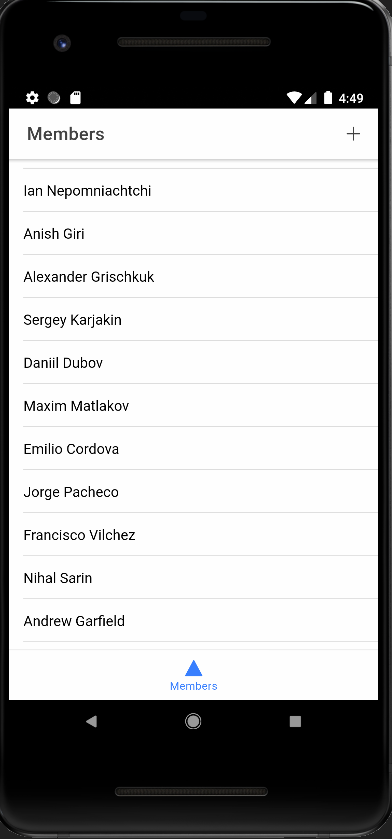 4:49
Members
Ian Nepomniachtchi
Anish Giri
Alexander Grischkuk
Sergey Karjakin
Daniil Dubov
Maxim Matlakov
Emilio Cordova
Jorge Pacheco
Francisco Vilchez
Nihal Sarin
Andrew Garfield
Members